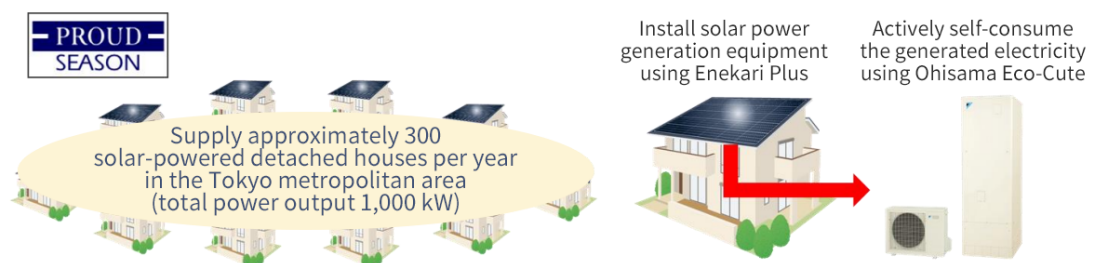 PROUD
SEASON
Supply approximately 300
solar-powered detached houses per year
in the Tokyo metropolitan area
(total power output 1,000 kW)
Install solar power
generation equipment
using Enekari Plus
Actively self-consume
the generated electricity
using Ohisama Eco-Cute